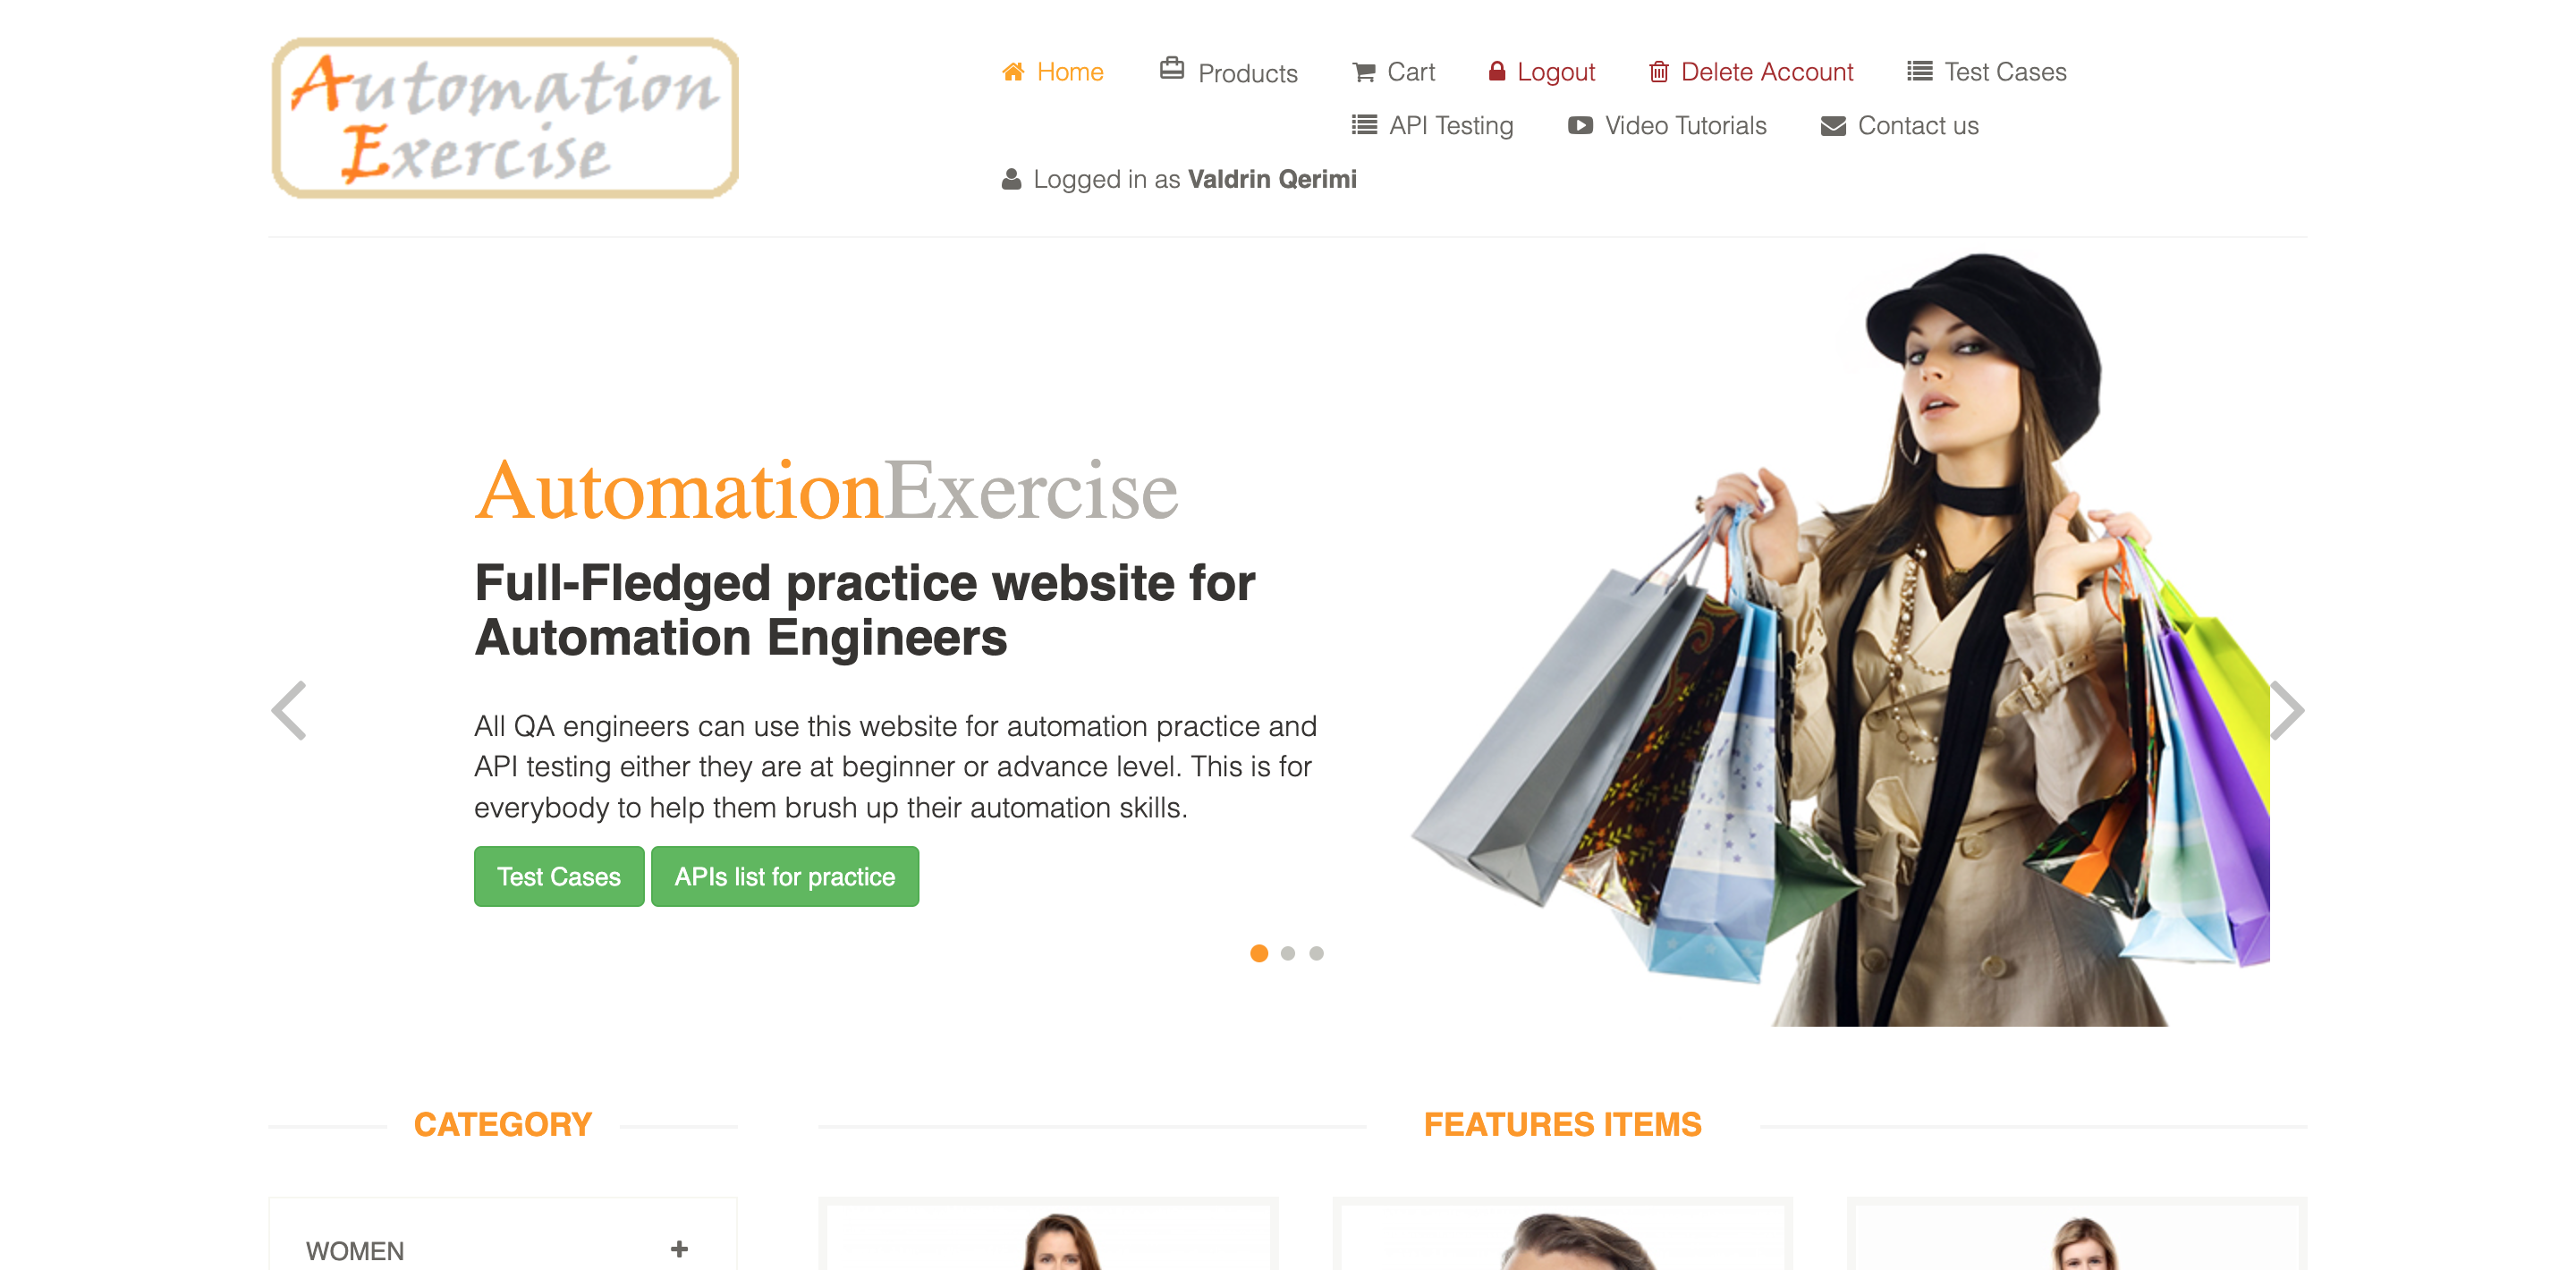 Automation
Exercise
Home Products Cart Logout Delete Account Test Cases
API Testing Video Tutorials Contact us
Logged in as Valdrin Qerimi
AutomationExercise
Full-Fledged practice website for
Automation Engineers
All QA engineers can use this website for automation practice and
API testing either they are at beginner or advance level. This is for
everybody to help them brush up their automation skills.
Test Cases APIs list for practice
CATEGORY
FEATURES ITEMS
WOMEN